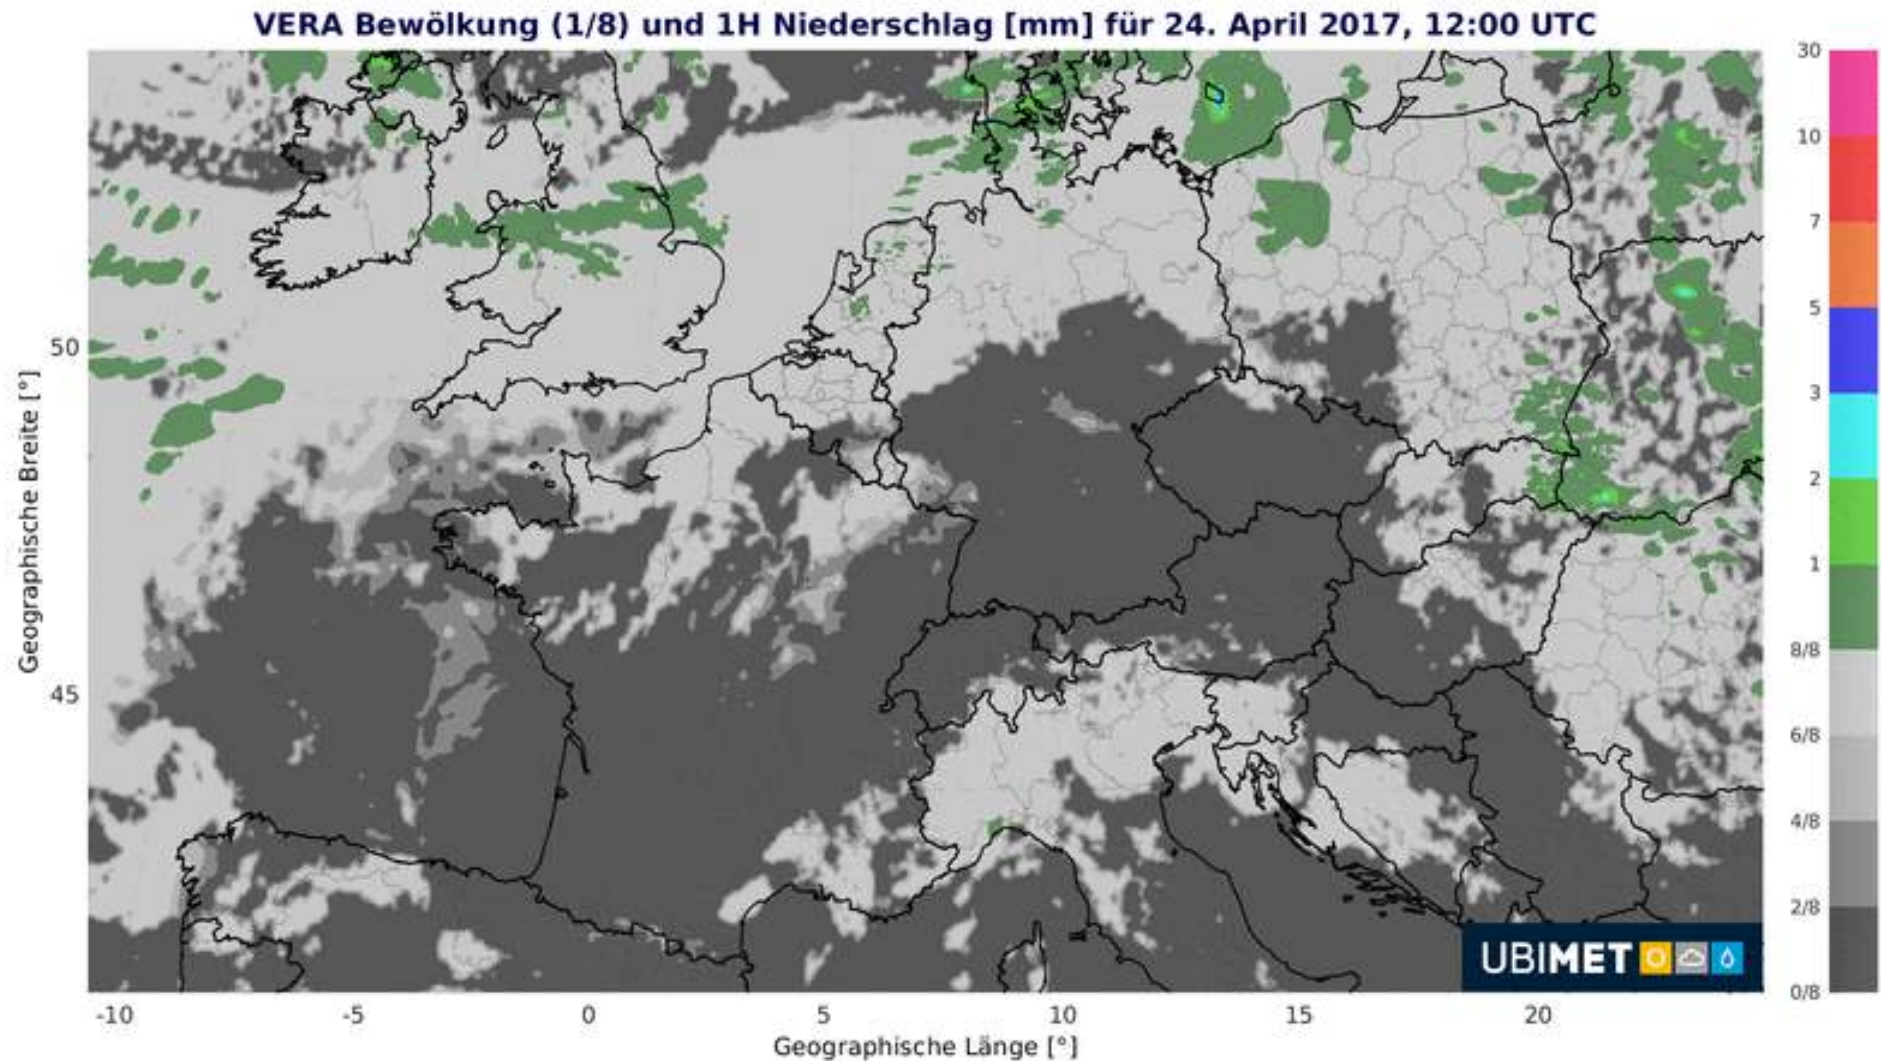 VERA Bewölkung (1/8) und 1H Niederschlag [mm] für 24. April 2017, 12:00 UTC
30
10
7
5
3
2
1
8/8
6/8
4/8
2/8
0/8
Geographische Breite [°]
50
45
UBIMET
-10 -5 0 5 10 15 20
Geographische Länge [°]